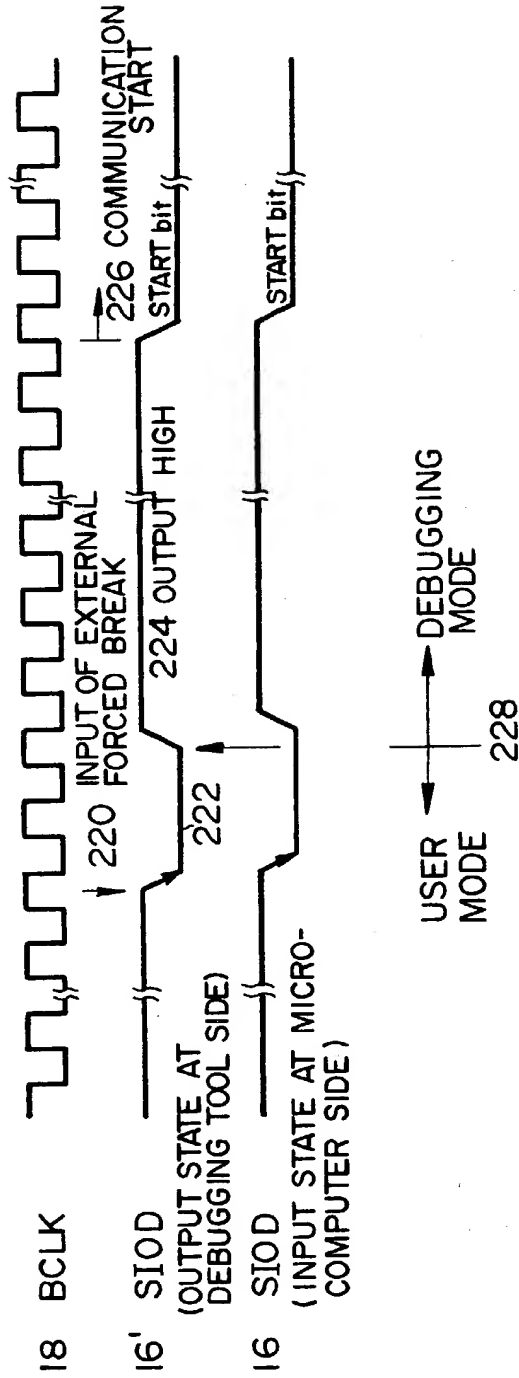 18 BCLK
220 INPUT OF EXTERNAL
FORCED BREAK
226 COMMUNICATION
START
16' SIOD
(OUTPUT STATE AT
DEBUGGING TOOL SIDE)
222
224 OUTPUT HIGH
START bit
16 SIOD
(INPUT STATE AT MICRO-
COMPUTER SIDE)
START bit
USER
MODE
DEBUGGING
MODE
228